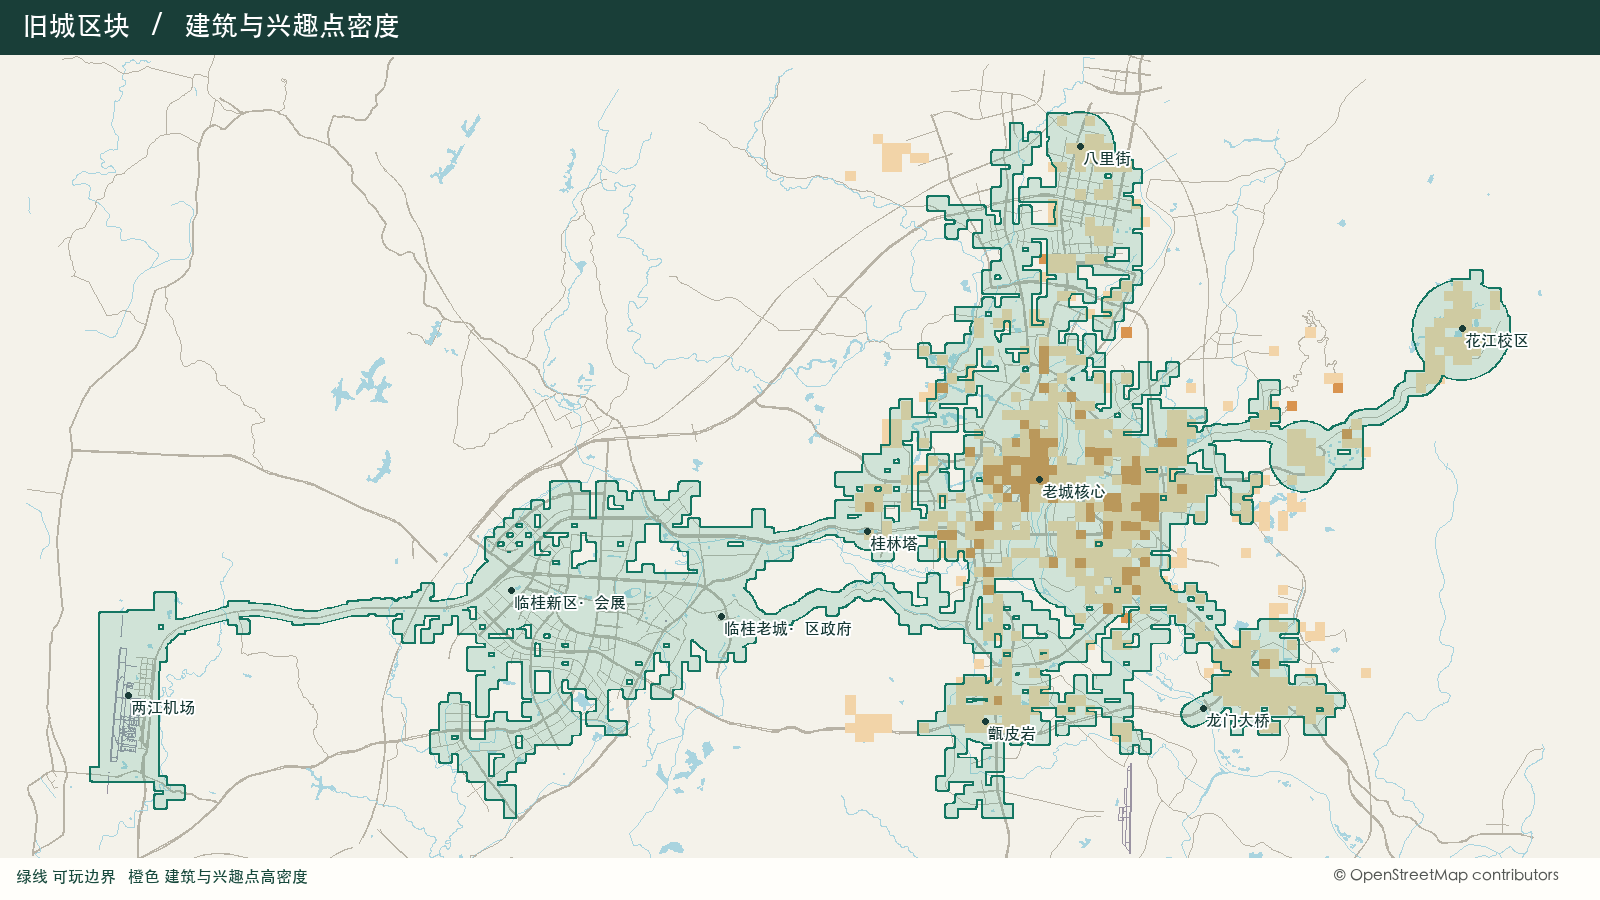 旧城区块 / 建筑与兴趣点密度
八里街
花江校区
老城核心
桂林塔
临桂新区·会展
临桂老城·区政府
两江机场
龙门大桥
甑皮岩
绿线 可玩边界 橙色 建筑与兴趣点高密度
© OpenStreetMap contributors